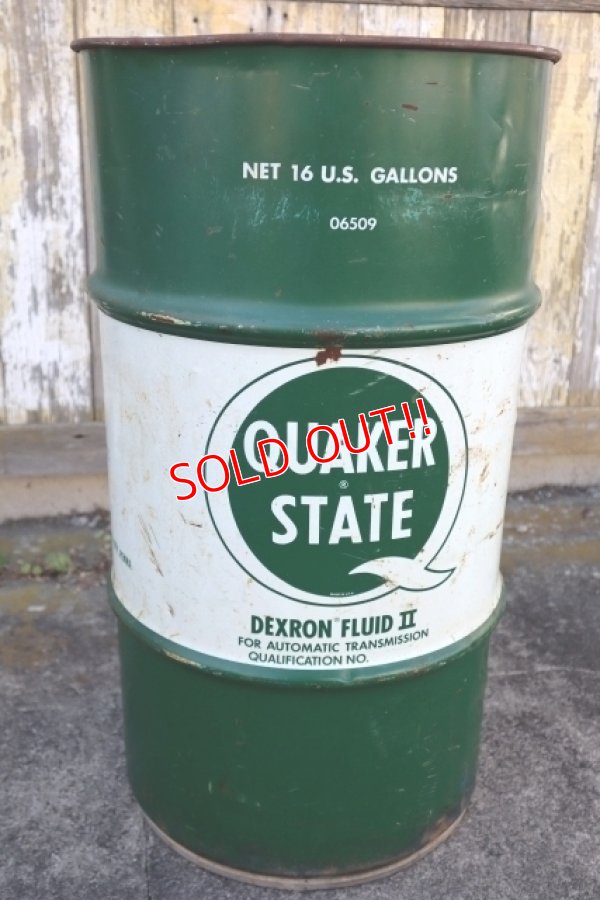 NET 16 U.S. GALLONS
06509
QUAKER
®
STATE
SOLD OUT!!
DEXRON® FLUID II
FOR AUTOMATIC TRANSMISSION
QUALIFICATION NO.